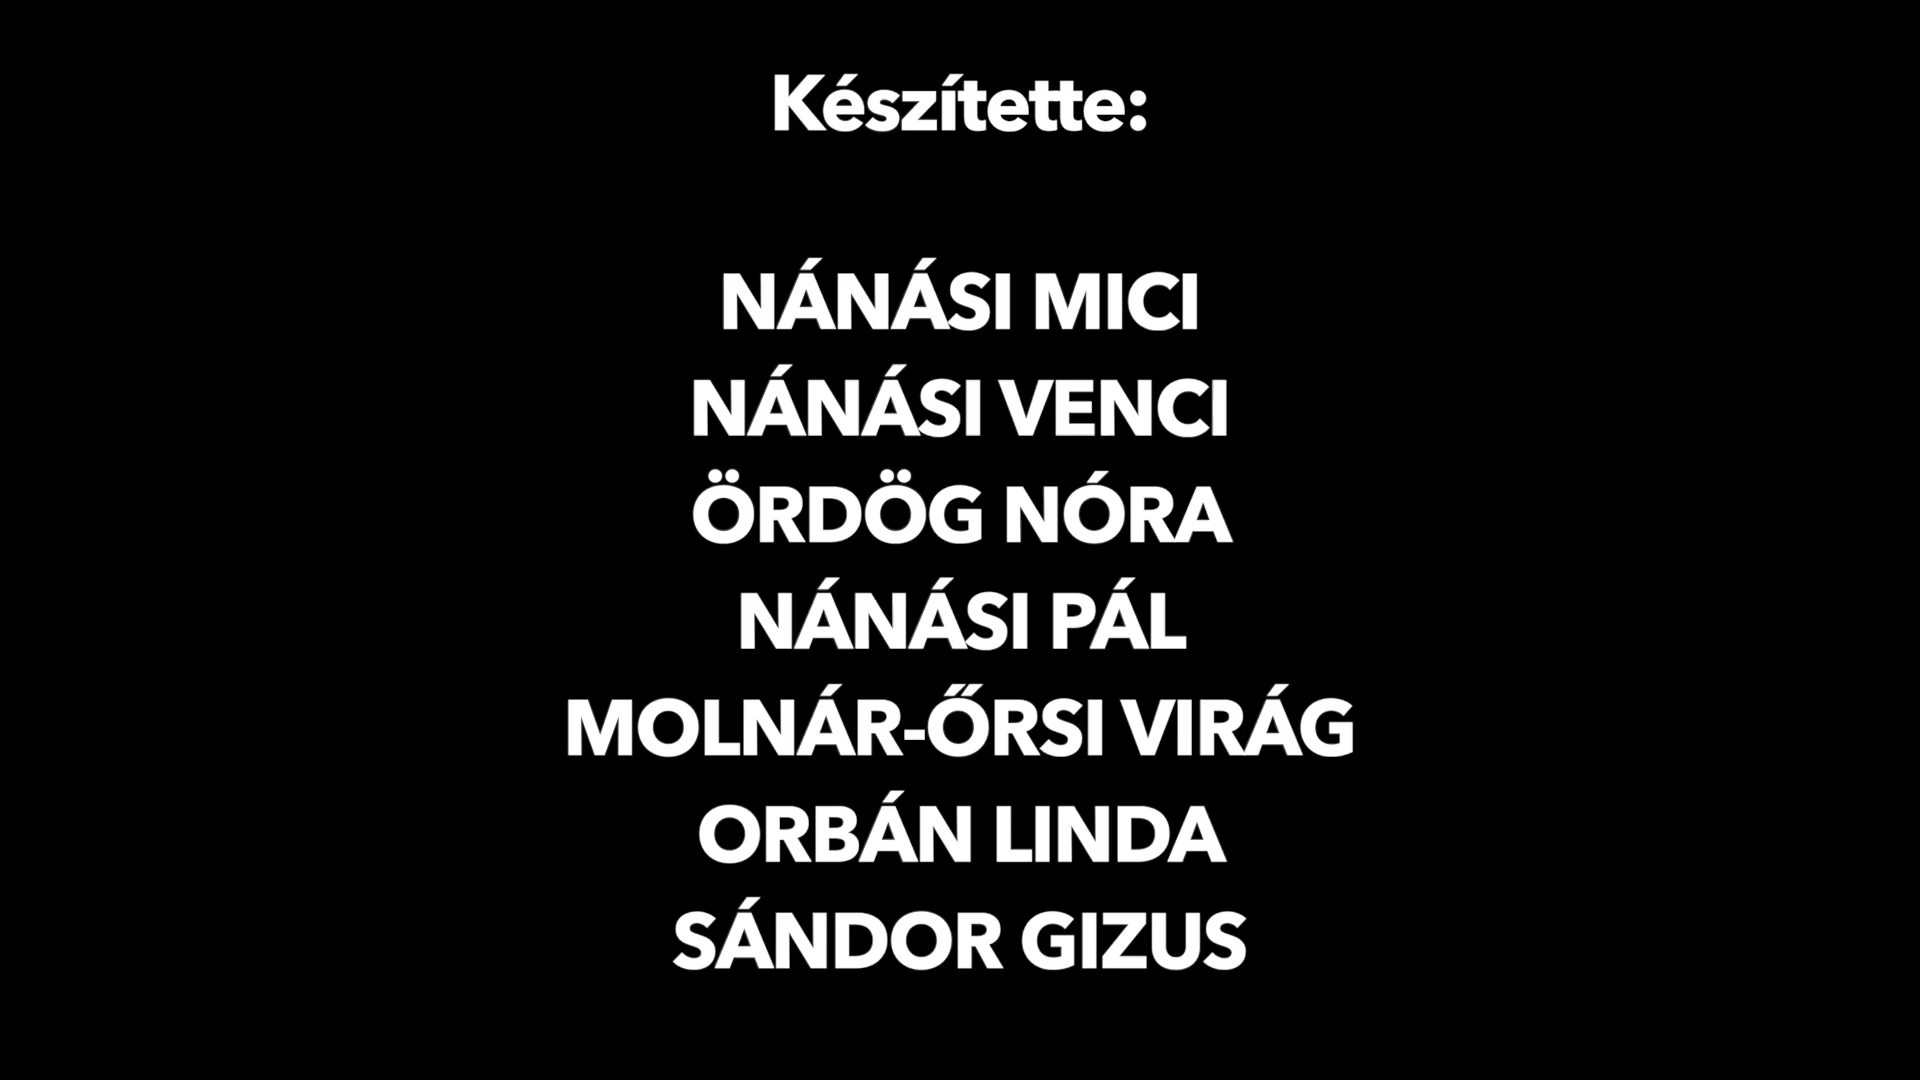 Készítette:
NÁNÁSI MICI
NÁNÁSI VENCI
ÖRDÖG NÓRA
NÁNÁSI PÁL
MOLNÁR-ŐRSI VIRÁG
ORBÁN LINDA
SÁNDOR GIZUS